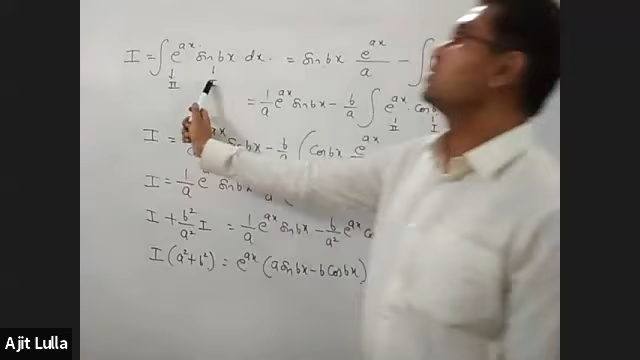 I = ∫ e^{ax} sin bx dx = sin bx e^{ax}/a - ∫
II I
= 1/a e^{ax} sin bx - b/a ∫ e^{ax} cos b
II I
I = sin bx - b/a ( cos bx e^{ax}
I = 1/a e sin bx
I + b²/a² I = 1/a e^{ax} sin bx - b/a² e^{ax} co
I (a²+b²) = e^{ax} (a sin bx - b cos bx)
Ajit Lulla